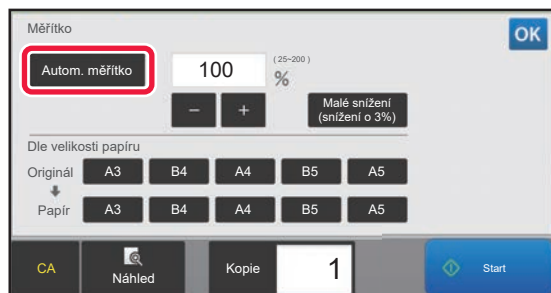 Měřítko
OK
Autom. měřítko
100
(25~200)
%
− +
Malé snížení
(snížení o 3%)
Dle velikosti papíru
Originál A3 B4 A4 B5 A5
Papír A3 B4 A4 B5 A5
CA
Náhled
Kopie
1
Start